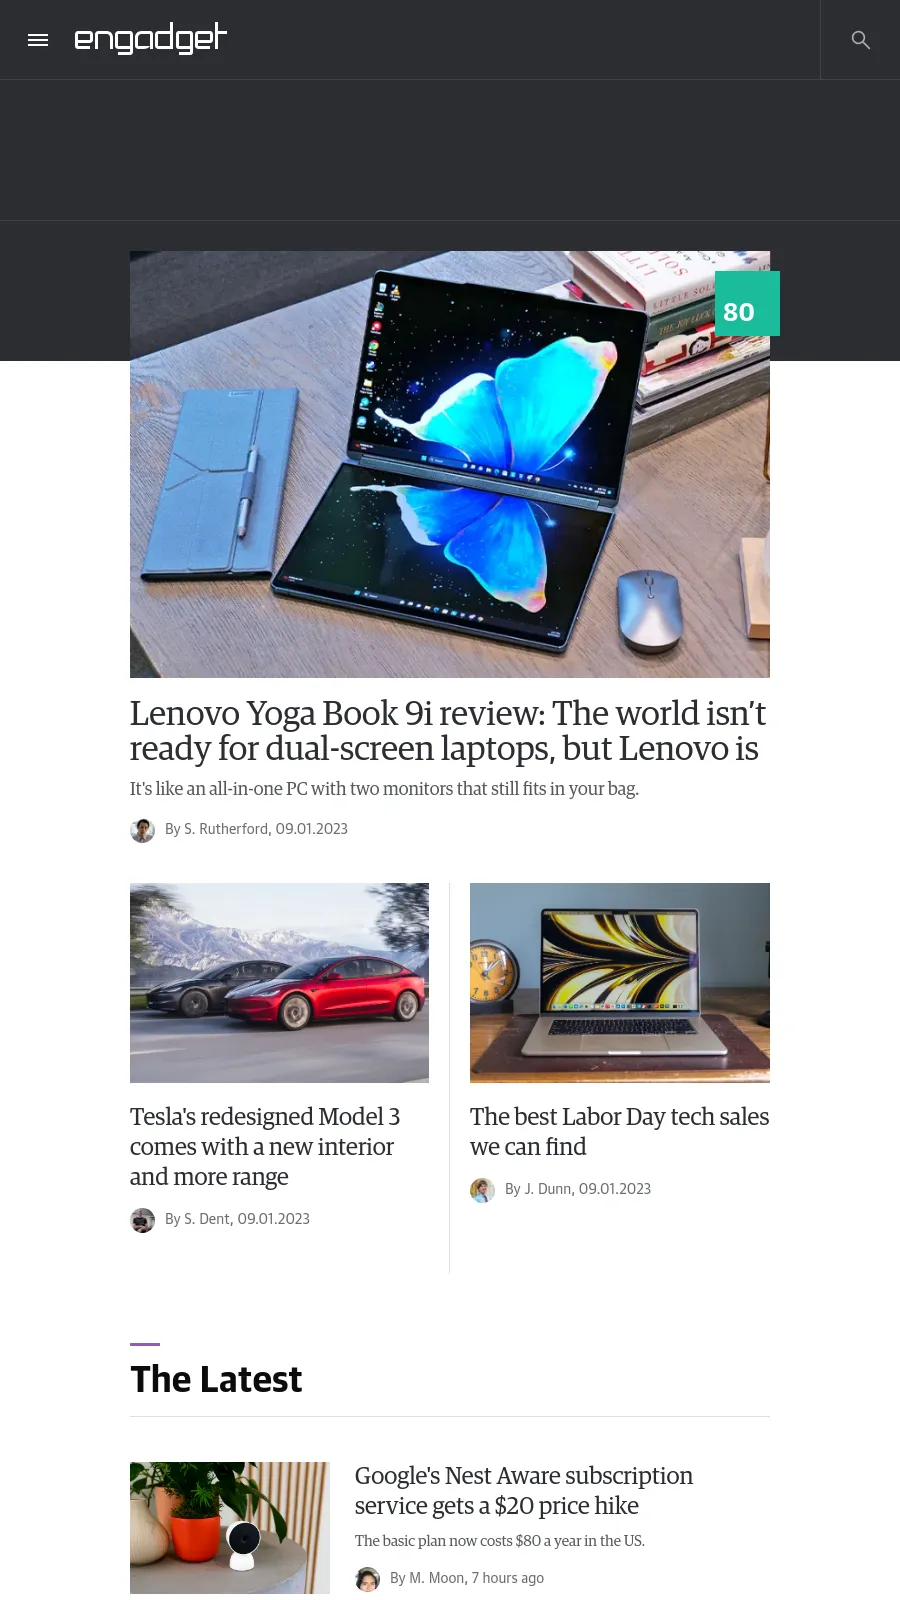 engadget
80
Lenovo Yoga Book 9i review: The world isn’t
ready for dual-screen laptops, but Lenovo is
It's like an all-in-one PC with two monitors that still fits in your bag.
By S. Rutherford, 09.01.2023
Tesla's redesigned Model 3
comes with a new interior
and more range
By S. Dent, 09.01.2023
The best Labor Day tech sales
we can find
By J. Dunn, 09.01.2023
The Latest
Google's Nest Aware subscription
service gets a $20 price hike
The basic plan now costs $80 a year in the US.
By M. Moon, 7 hours ago